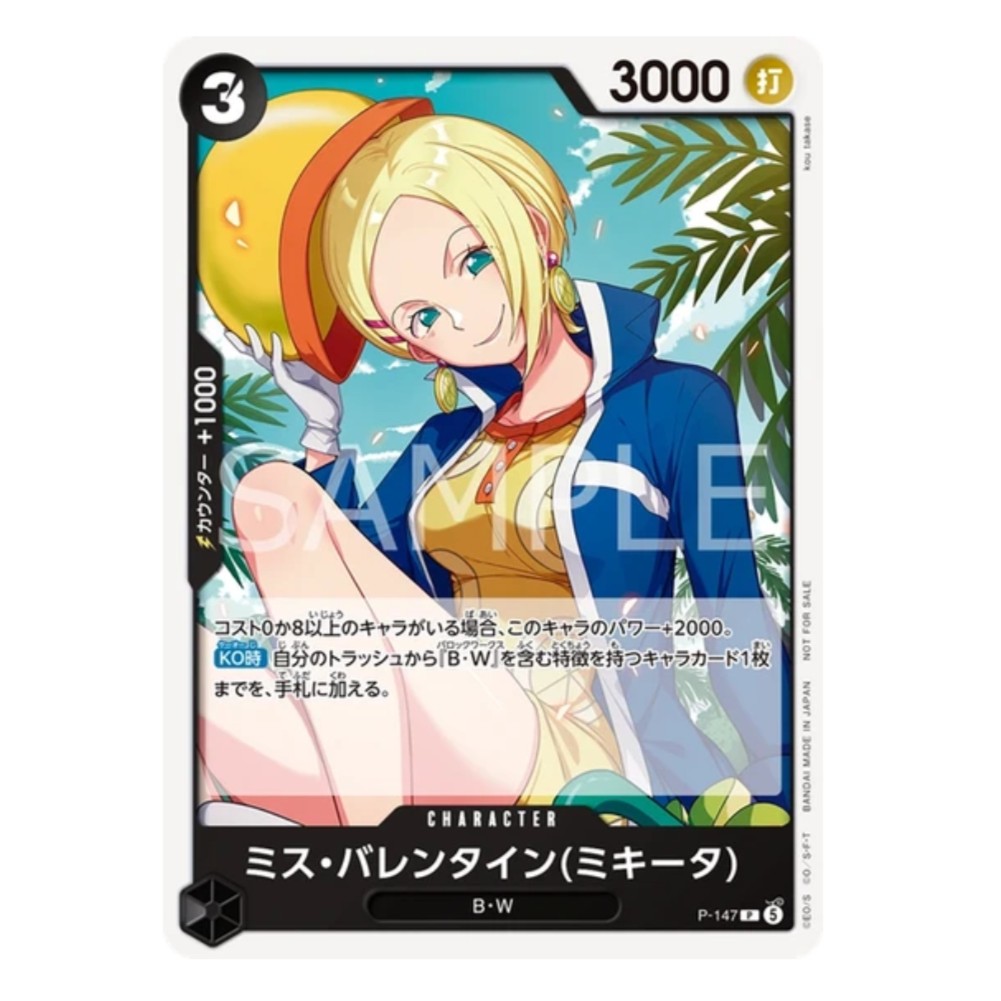 3
3000 打
kou takase
カウンター +1000
SAMPLE
コスト0か8以上のキャラがいる場合、このキャラのパワー+2000。
KO時 自分のトラッシュから『B・W』を含む特徴を持つキャラカード1枚
までを、手札に加える。
CHARACTER
ミス・バレンタイン(ミキータ)
B・W
P-147 P 5
©EO/S ©O/S・F・T BANDAI MADE IN JAPAN NOT FOR SALE